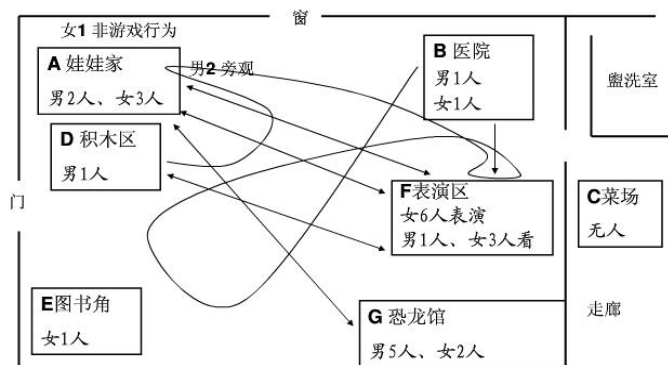 窗
女1 非游戏行为
A 娃娃家
男2人、女3人
男2 旁观
B 医院
男1人
女1人
盥洗室
D 积木区
男1人
门
F表演区
女6人表演
男1人、女3人看
C菜场
无人
E图书角
女1人
G 恐龙馆
男5人、女2人
走廊